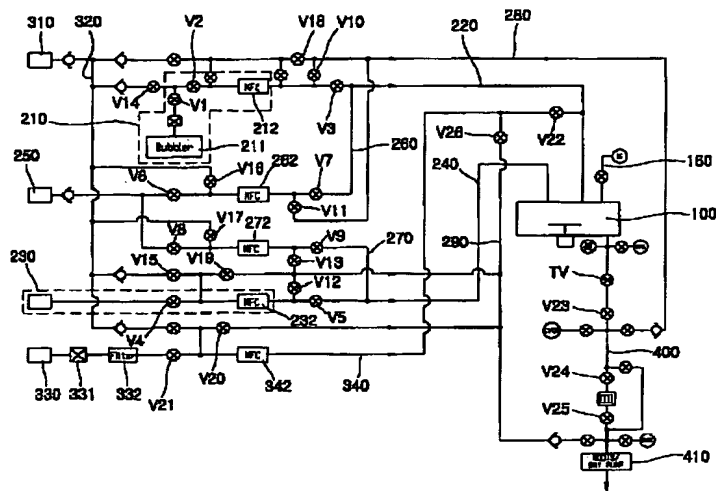 310 320 V2 V18 V10 220 280
V14 V1 MFC V3
210 212 V26 V22
Bubbler 211 V16 260 240 160
250 V6 262 V7
MFC V11 100
V17 272 V9
V8 MFC V13 270 290
230 V15 V19 V12 TV
MFC V23
V4 232 V5
400
MFC V24
Filter V20
330 331 332 V21 342 340 V25
410